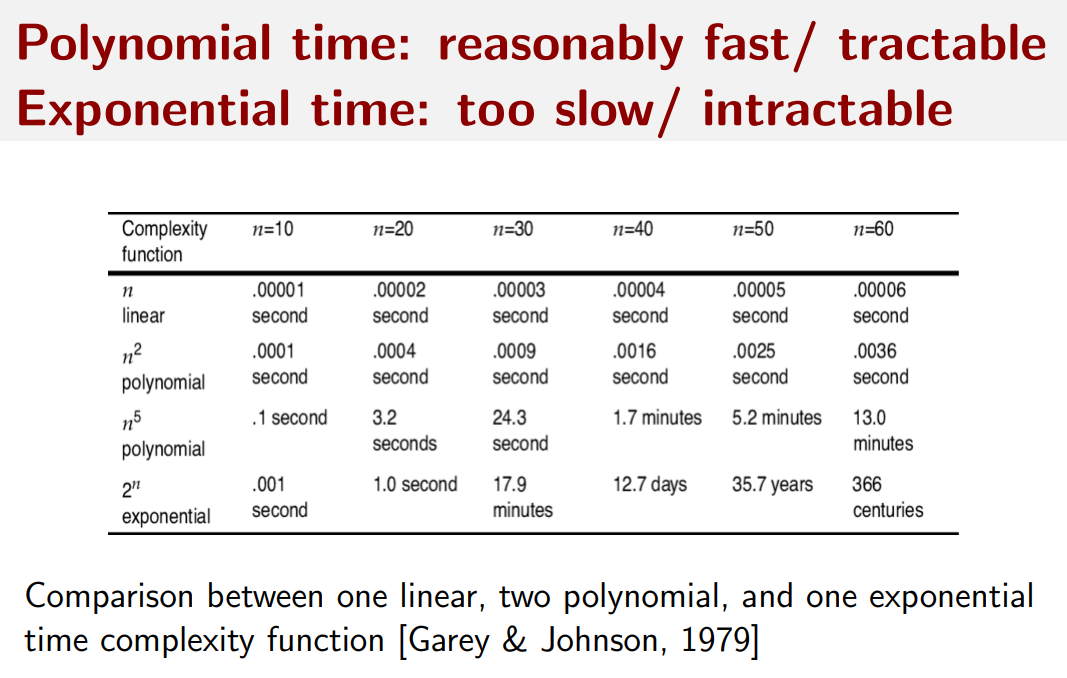 Polynomial time: reasonably fast/ tractable
Exponential time: too slow/ intractable
Complexity function n=10 n=20 n=30 n=40 n=50 n=60
n linear .00001 second .00002 second .00003 second .00004 second .00005 second .00006 second
n² polynomial .0001 second .0004 second .0009 second .0016 second .0025 second .0036 second
n⁵ polynomial .1 second 3.2 seconds 24.3 second 1.7 minutes 5.2 minutes 13.0 minutes
2ⁿ exponential .001 second 1.0 second 17.9 minutes 12.7 days 35.7 years 366 centuries
Comparison between one linear, two polynomial, and one exponential
time complexity function [Garey & Johnson, 1979]